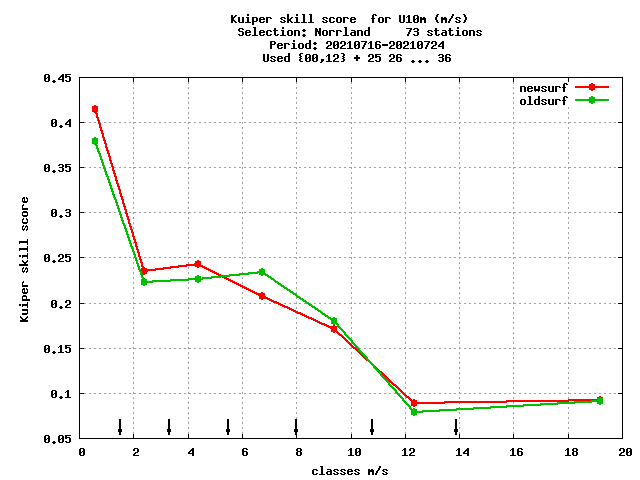 Kuiper skill score  for U10m (m/s)
Selection: Norrland     73 stations
Period: 20210716-20210724
Used {00,12} + 25 26 ... 36
newsurf
oldsurf
0.45
0.4
0.35
0.3
0.25
0.2
0.15
0.1
0.05
Kuiper skill score
0 2 4 6 8 10 12 14 16 18 20
classes m/s